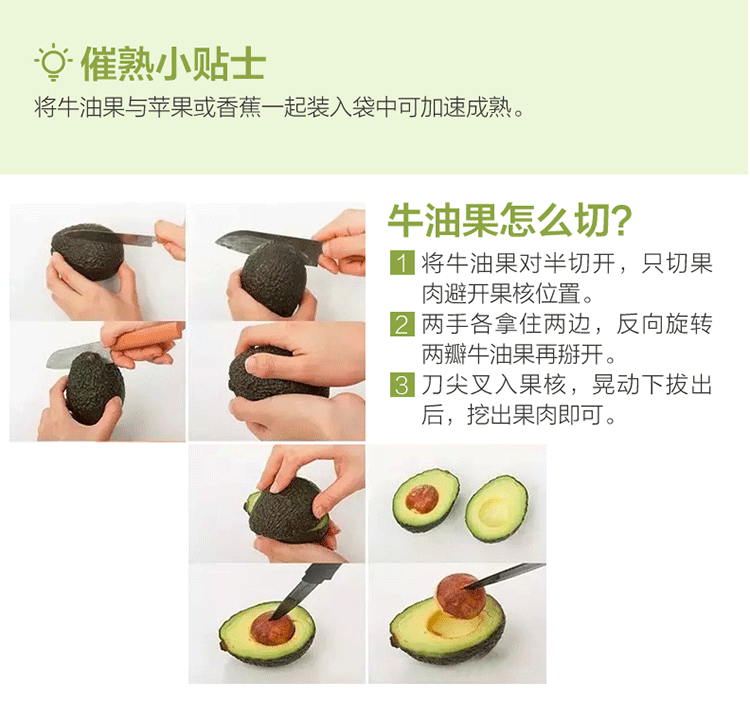 催熟小贴士
将牛油果与苹果或香蕉一起装入袋中可加速成熟。
牛油果怎么切?
1 将牛油果对半切开，只切果
肉避开果核位置。
2 两手各拿住两边，反向旋转
两瓣牛油果再掰开。
3 刀尖叉入果核，晃动下拔出
后，挖出果肉即可。